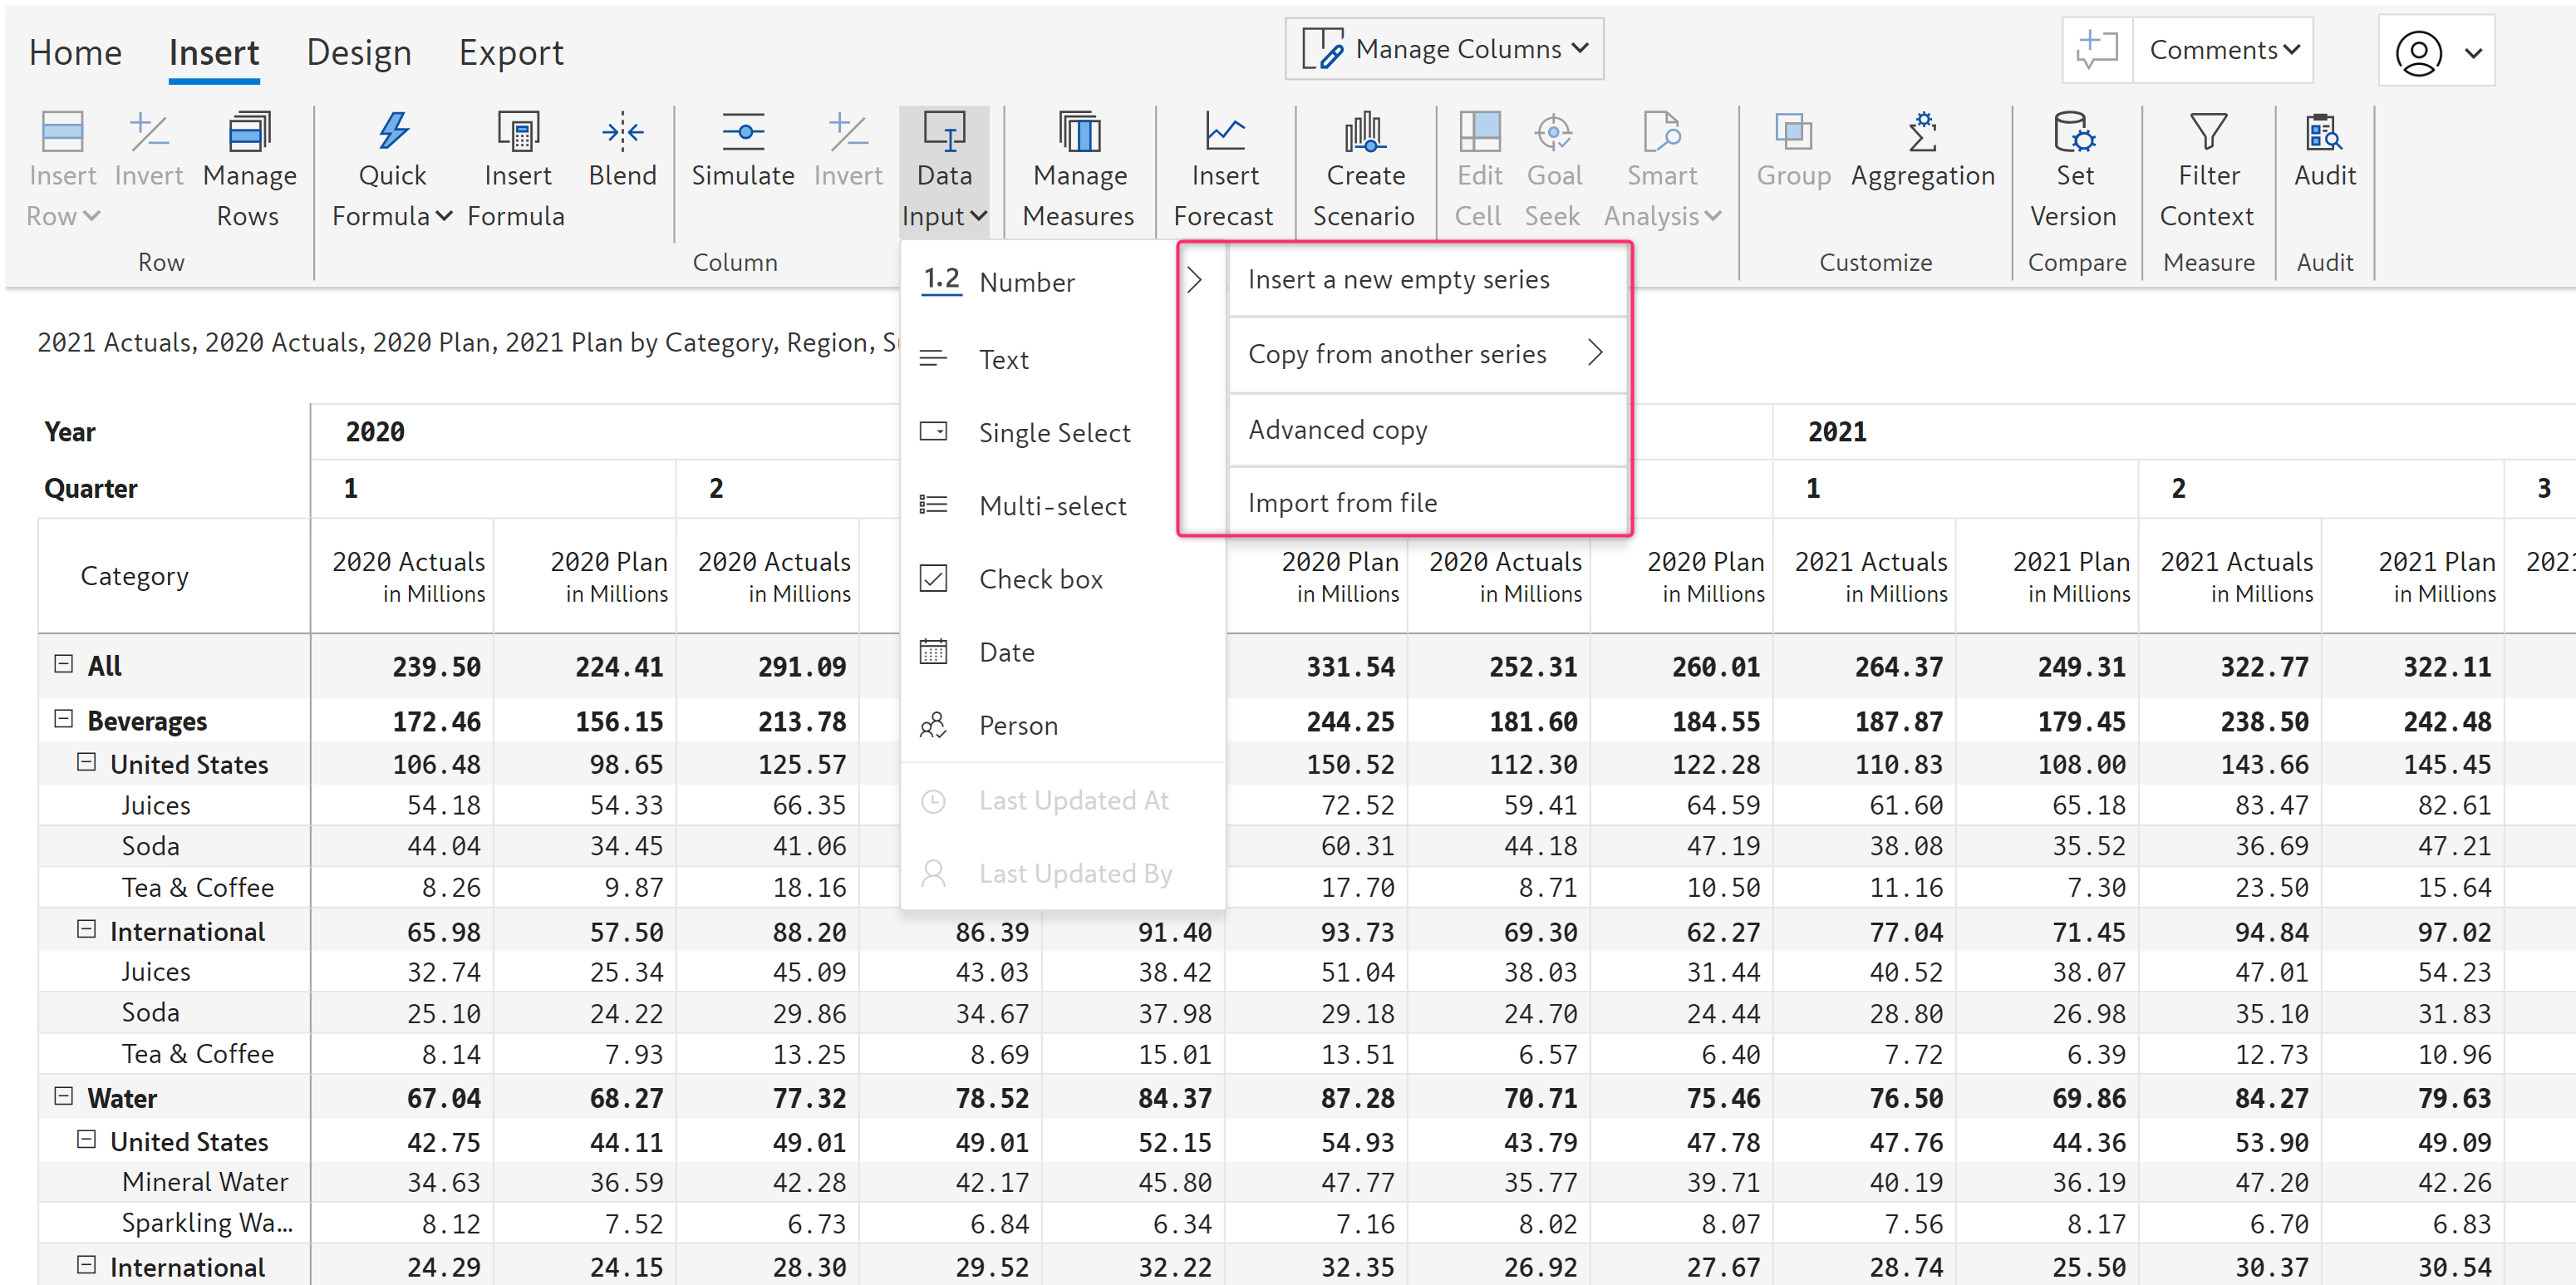 Home Insert Design Export Manage Columns Comments
Insert Row Invert Manage Rows Quick Formula Insert Formula Blend Simulate Invert Data Input Manage Measures Insert Forecast Create Scenario Edit Cell Goal Seek Smart Analysis Group Aggregation Set Version Filter Context Audit
Row Column Customize Compare Measure Audit
1.2 Number
Text
Single Select
Multi-select
Check box
Date
Person
Last Updated At
Last Updated By
Insert a new empty series
Copy from another series
Advanced copy
Import from file
2021 Actuals, 2020 Actuals, 2020 Plan, 2021 Plan by Category, Region,
Year 2020 2021
Quarter 1 2 1 2 3
Category 2020 Actuals in Millions 2020 Plan in Millions 2020 Actuals in Millions 2020 Plan in Millions 2020 Actuals in Millions 2020 Plan in Millions 2021 Actuals in Millions 2021 Plan in Millions 2021 Actuals in Millions 2021 Plan in Millions
All 239.50 224.41 291.09 331.54 252.31 260.01 264.37 249.31 322.77 322.11
Beverages 172.46 156.15 213.78 244.25 181.60 184.55 187.87 179.45 238.50 242.48
United States 106.48 98.65 125.57 150.52 112.30 122.28 110.83 108.00 143.66 145.45
Juices 54.18 54.33 66.35 72.52 59.41 64.59 61.60 65.18 83.47 82.61
Soda 44.04 34.45 41.06 60.31 44.18 47.19 38.08 35.52 36.69 47.21
Tea & Coffee 8.26 9.87 18.16 17.70 8.71 10.50 11.16 7.30 23.50 15.64
International 65.98 57.50 88.20 86.39 91.40 93.73 69.30 62.27 77.04 71.45 94.84 97.02
Juices 32.74 25.34 45.09 43.03 38.42 51.04 38.03 31.44 40.52 38.07 47.01 54.23
Soda 25.10 24.22 29.86 34.67 37.98 29.18 24.70 24.44 28.80 26.98 35.10 31.83
Tea & Coffee 8.14 7.93 13.25 8.69 15.01 13.51 6.57 6.40 7.72 6.39 12.73 10.96
Water 67.04 68.27 77.32 78.52 84.37 87.28 70.71 75.46 76.50 69.86 84.27 79.63
United States 42.75 44.11 49.01 49.01 52.15 54.93 43.79 47.78 47.76 44.36 53.90 49.09
Mineral Water 34.63 36.59 42.28 42.17 45.80 47.77 35.77 39.71 40.19 36.19 47.20 42.26
Sparkling Wa... 8.12 7.52 6.73 6.84 6.34 7.16 8.02 8.07 7.56 8.17 6.70 6.83
International 24.29 24.15 28.30 29.52 32.22 32.35 26.92 27.67 28.74 25.50 30.37 30.54